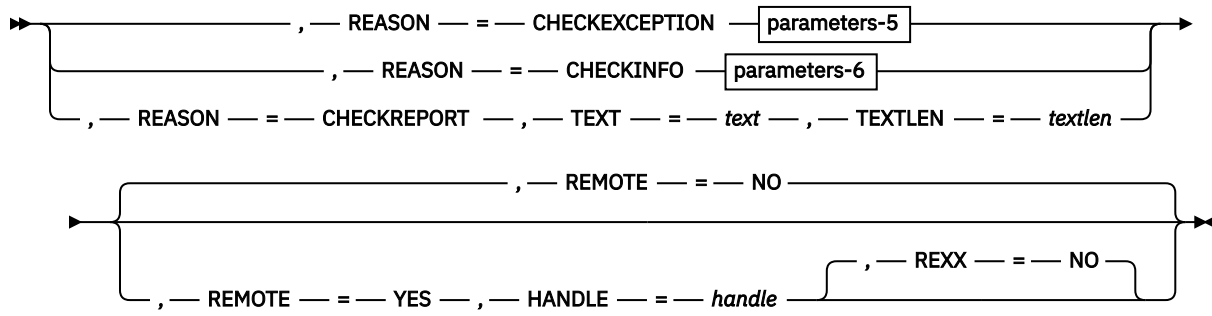 , REASON = CHECKEXCEPTION parameters-5
, REASON = CHECKINFO parameters-6
, REASON = CHECKREPORT , TEXT = text , TEXTLEN = textlen
, REMOTE = NO
, REXX = NO
, REMOTE = YES , HANDLE = handle